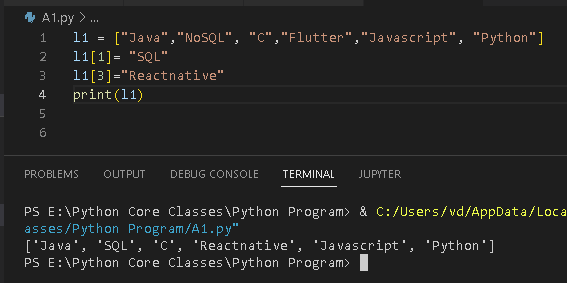 A1.py > ...
1 l1 = ["Java","NoSQL", "C","Flutter","Javascript", "Python"]
2 l1[1]= "SQL"
3 l1[3]="Reactnative"
4 print(l1)
5
6
PROBLEMS OUTPUT DEBUG CONSOLE TERMINAL JUPYTER
PS E:\Python Core Classes\Python Program> & C:/Users/vd/AppData/Loca
asses/Python Program/A1.py"
['Java', 'SQL', 'C', 'Reactnative', 'Javascript', 'Python']
PS E:\Python Core Classes\Python Program>